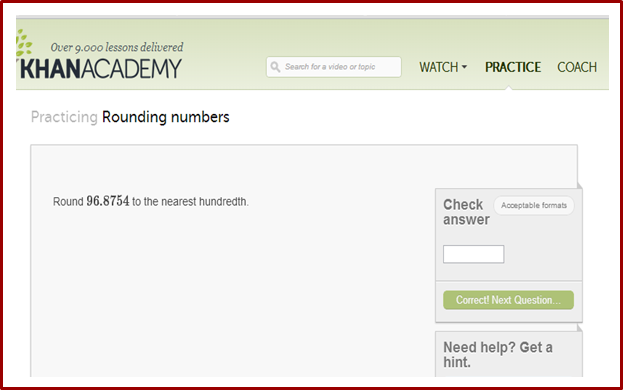 Over 9.000 lessons delivered
KHANACADEMY
Search for a video or topic
WATCH
PRACTICE
COACH
Practicing Rounding numbers
Round 96.8754 to the nearest hundredth.
Check answer
Acceptable formats
Correct! Next Question...
Need help? Get a
hint.